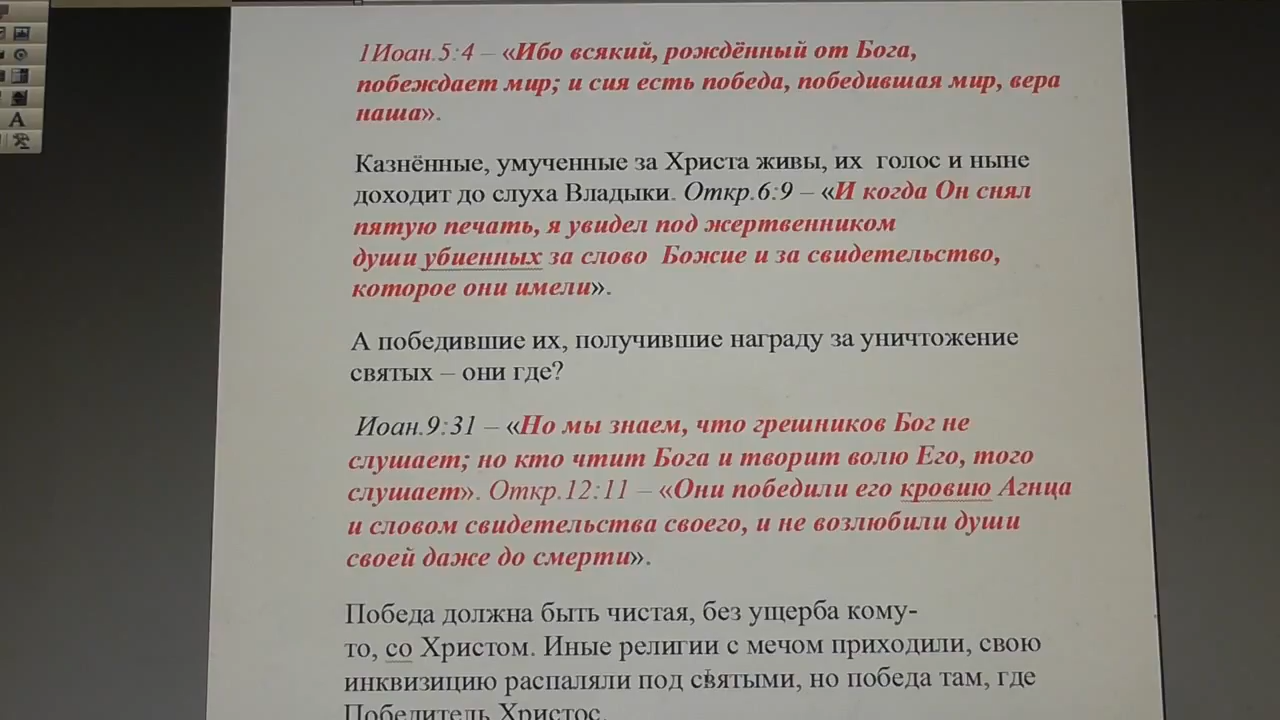 1Иоан.5:4 – «Ибо всякий, рождённый от Бога,
побеждает мир; и сия есть победа, победившая мир, вера
наша».
Казнённые, умученные за Христа живы, их голос и ныне
доходит до слуха Владыки. Откр.6:9 – «И когда Он снял
пятую печать, я увидел под жертвенником
души убиенных за слово Божие и за свидетельство,
которое они имели».
А победившие их, получившие награду за уничтожение
святых – они где?
Иоан.9:31 – «Но мы знаем, что грешников Бог не
слушает; но кто чтит Бога и творит волю Его, того
слушает». Откр.12:11 – «Они победили его кровию Агнца
и словом свидетельства своего, и не возлюбили души
своей даже до смерти».
Победа должна быть чистая, без ущерба кому-
то, со Христом. Иные религии с мечом приходили, свою
инквизицию распаляли под святыми, но победа там, где
Победитель Христос.